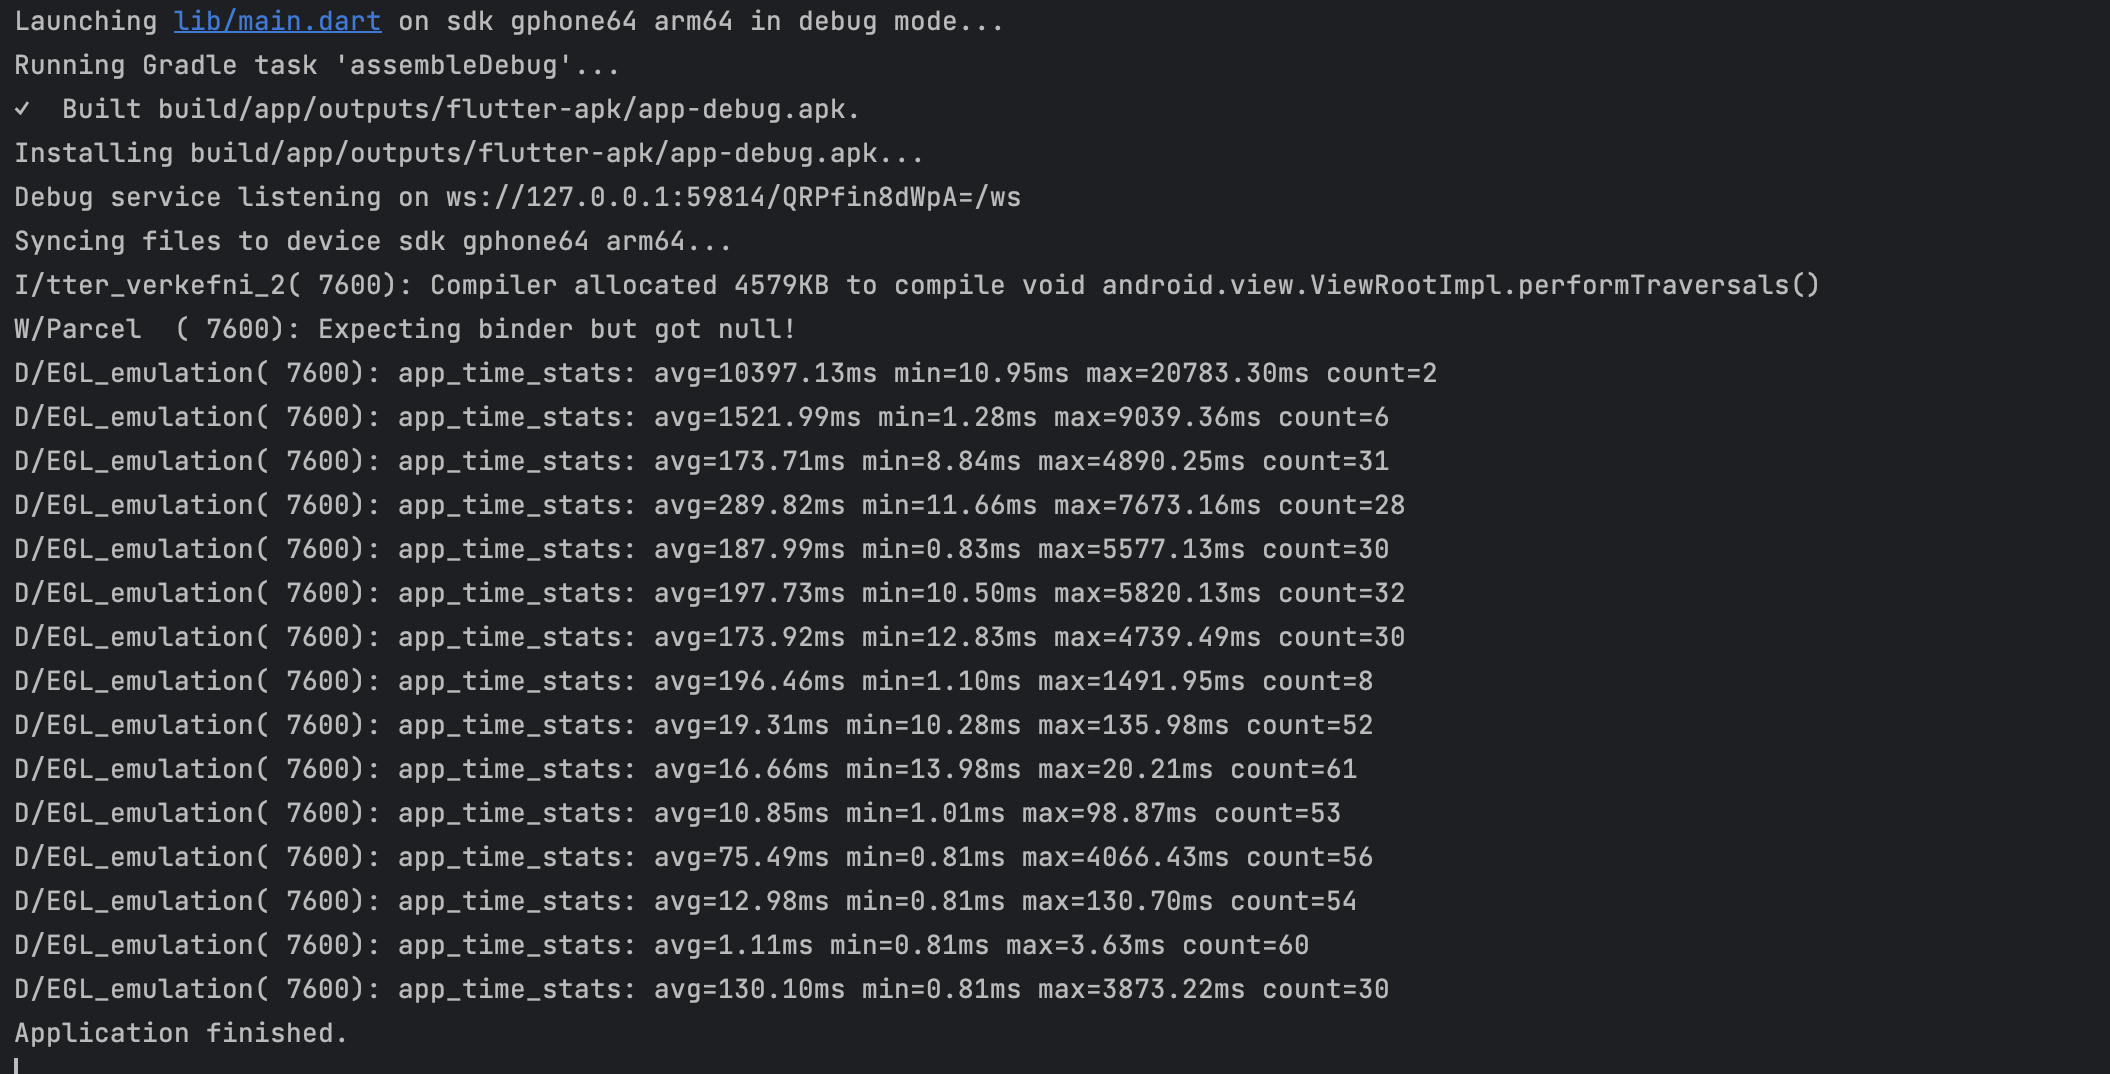 Launching lib/main.dart on sdk gphone64 arm64 in debug mode...
Running Gradle task 'assembleDebug'...
✓  Built build/app/outputs/flutter-apk/app-debug.apk.
Installing build/app/outputs/flutter-apk/app-debug.apk...
Debug service listening on ws://127.0.0.1:59814/QRPfin8dWpA=/ws
Syncing files to device sdk gphone64 arm64...
I/tter_verkefni_2( 7600): Compiler allocated 4579KB to compile void android.view.ViewRootImpl.performTraversals()
W/Parcel  ( 7600): Expecting binder but got null!
D/EGL_emulation( 7600): app_time_stats: avg=10397.13ms min=10.95ms max=20783.30ms count=2
D/EGL_emulation( 7600): app_time_stats: avg=1521.99ms min=1.28ms max=9039.36ms count=6
D/EGL_emulation( 7600): app_time_stats: avg=173.71ms min=8.84ms max=4890.25ms count=31
D/EGL_emulation( 7600): app_time_stats: avg=289.82ms min=11.66ms max=7673.16ms count=28
D/EGL_emulation( 7600): app_time_stats: avg=187.99ms min=0.83ms max=5577.13ms count=30
D/EGL_emulation( 7600): app_time_stats: avg=197.73ms min=10.50ms max=5820.13ms count=32
D/EGL_emulation( 7600): app_time_stats: avg=173.92ms min=12.83ms max=4739.49ms count=30
D/EGL_emulation( 7600): app_time_stats: avg=196.46ms min=1.10ms max=1491.95ms count=8
D/EGL_emulation( 7600): app_time_stats: avg=19.31ms min=10.28ms max=135.98ms count=52
D/EGL_emulation( 7600): app_time_stats: avg=16.66ms min=13.98ms max=20.21ms count=61
D/EGL_emulation( 7600): app_time_stats: avg=10.85ms min=1.01ms max=98.87ms count=53
D/EGL_emulation( 7600): app_time_stats: avg=75.49ms min=0.81ms max=4066.43ms count=56
D/EGL_emulation( 7600): app_time_stats: avg=12.98ms min=0.81ms max=130.70ms count=54
D/EGL_emulation( 7600): app_time_stats: avg=1.11ms min=0.81ms max=3.63ms count=60
D/EGL_emulation( 7600): app_time_stats: avg=130.10ms min=0.81ms max=3873.22ms count=30
Application finished.